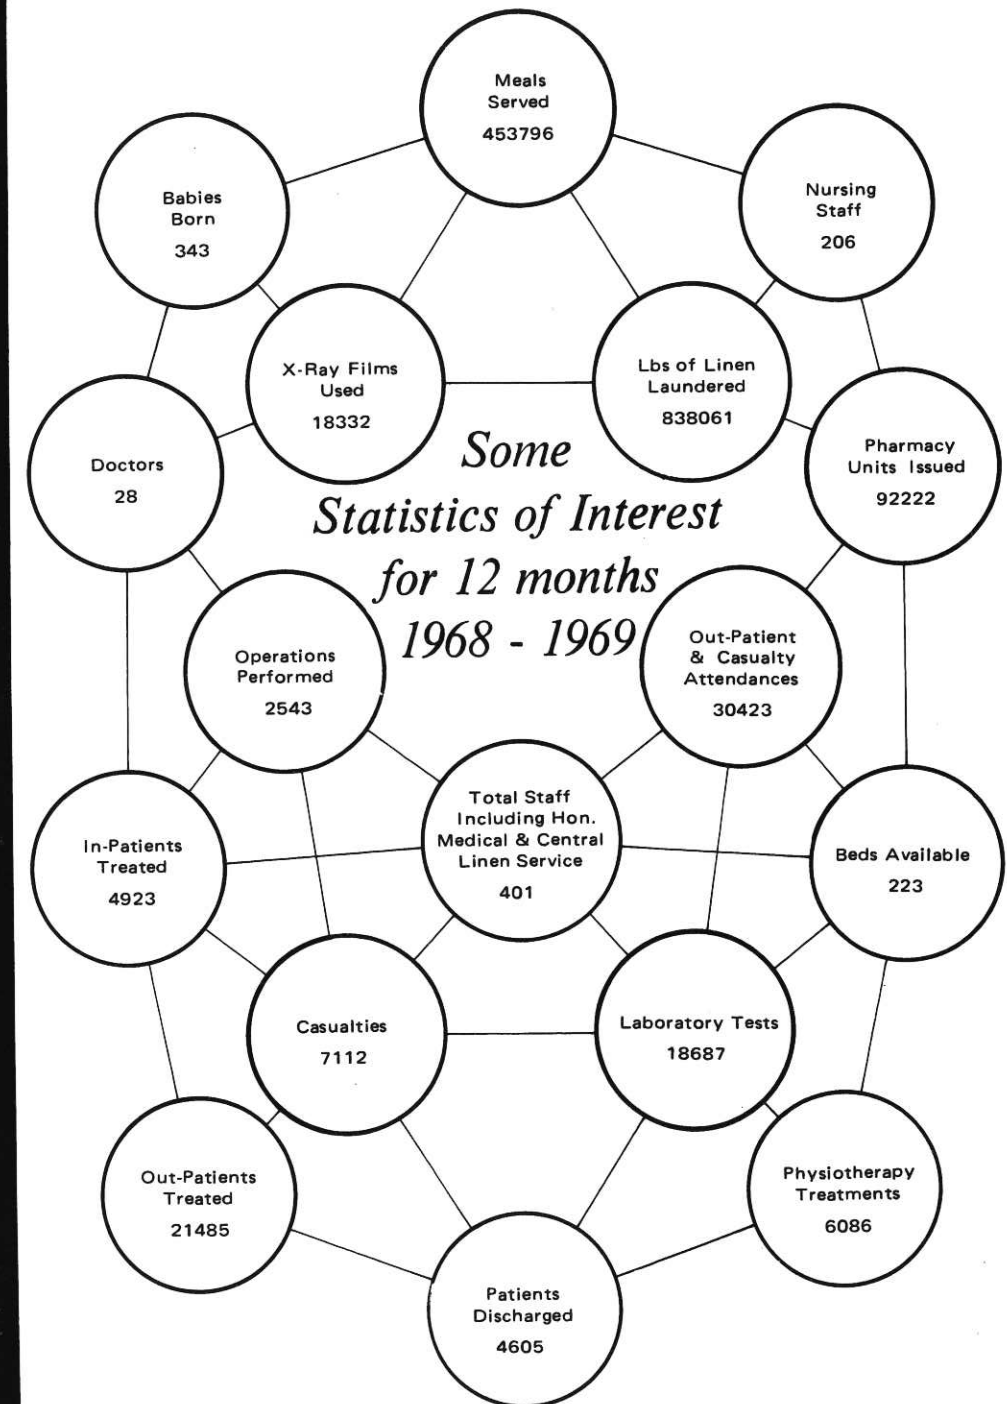 Meals
Served
453796
Babies
Born
343
Nursing
Staff
206
X-Ray Films
Used
18332
Lbs of Linen
Laundered
838061
Doctors
28
Pharmacy
Units Issued
92222
Some
Statistics of Interest
for 12 months
1968 - 1969
Operations
Performed
2543
Out-Patient
& Casualty
Attendances
30423
Total Staff
Including Hon.
Medical & Central
Linen Service
401
In-Patients
Treated
4923
Beds Available
223
Casualties
7112
Laboratory Tests
18687
Out-Patients
Treated
21485
Physiotherapy
Treatments
6086
Patients
Discharged
4605